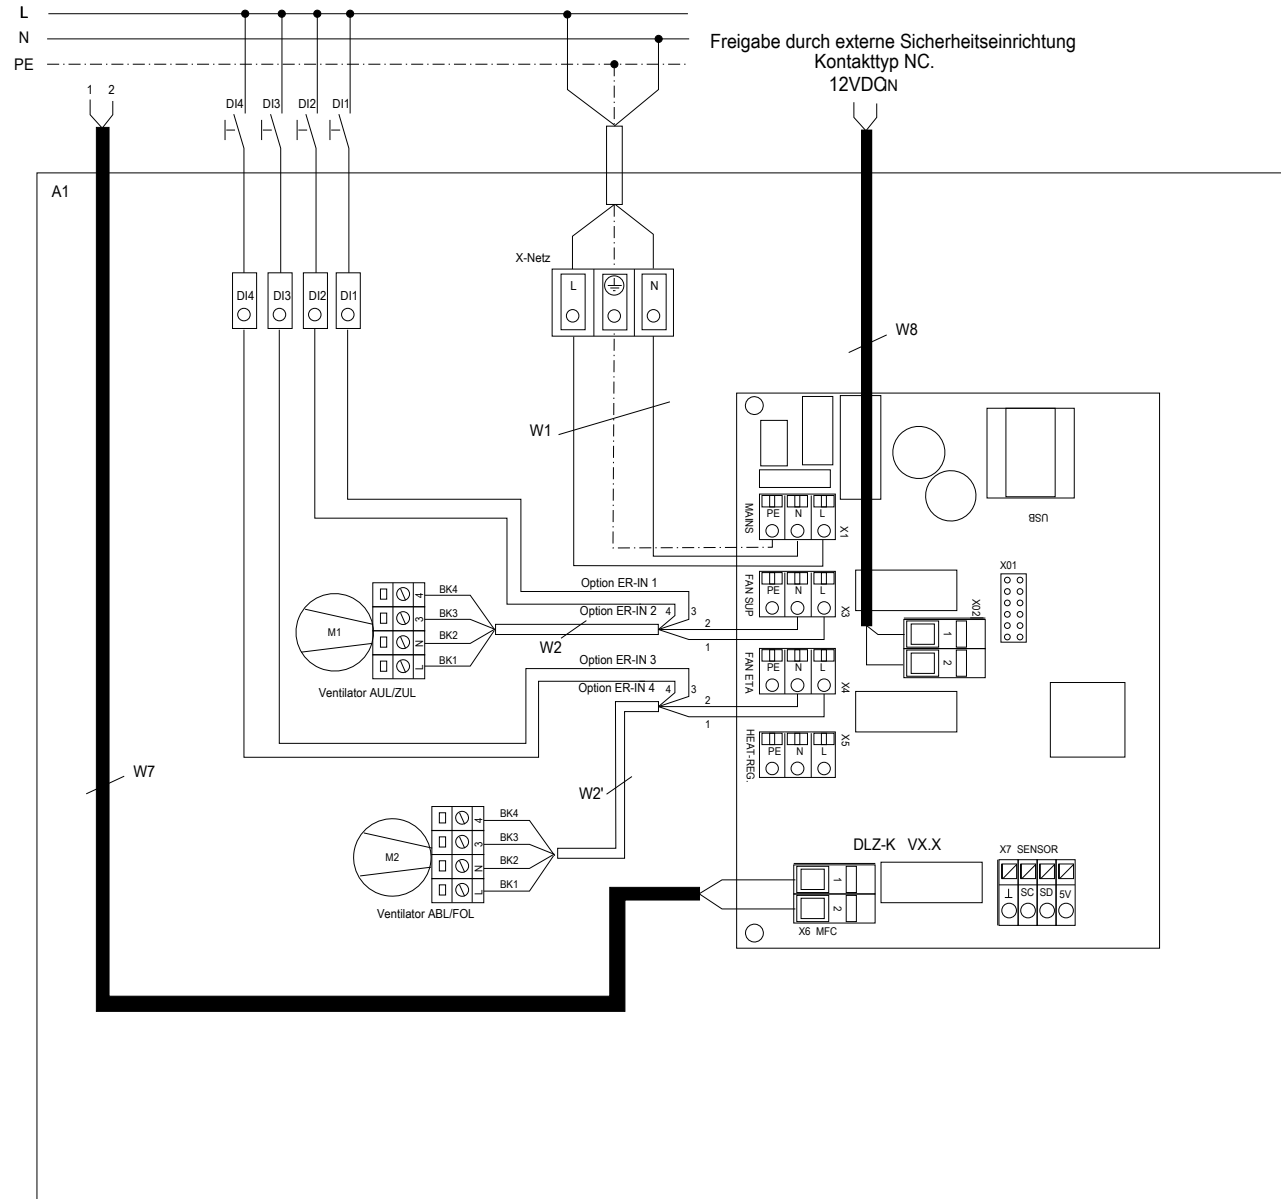 L
N
PE
Freigabe durch externe Sicherheitseinrichtung
Kontakttyp NC.
12VDCIN
1 2
DI4 DI3 DI2 DI1
A1
X-Netz
L N
DI4 DI3 DI2 DI1
W8
W1
USB
MAINS
PE N L
X1
X01
FAN SUP
PE N L
X3
X02
1
2
Option ER-IN 1
Option ER-IN 2
4 3
2
1
W2
M1
4
3
N
L
BK4
BK3
BK2
BK1
Ventilator AUL/ZUL
Option ER-IN 3
Option ER-IN 4
4 3
2
1
FAN ETA
PE N L
X4
HEAT-REG.
PE N L
X5
W7
W2'
M2
4
3
N
L
BK4
BK3
BK2
BK1
Ventilator ABL/FOL
DLZ-K VX.X
1
2
X6 MFC
X7 SENSOR
⊥ SC SD 5V